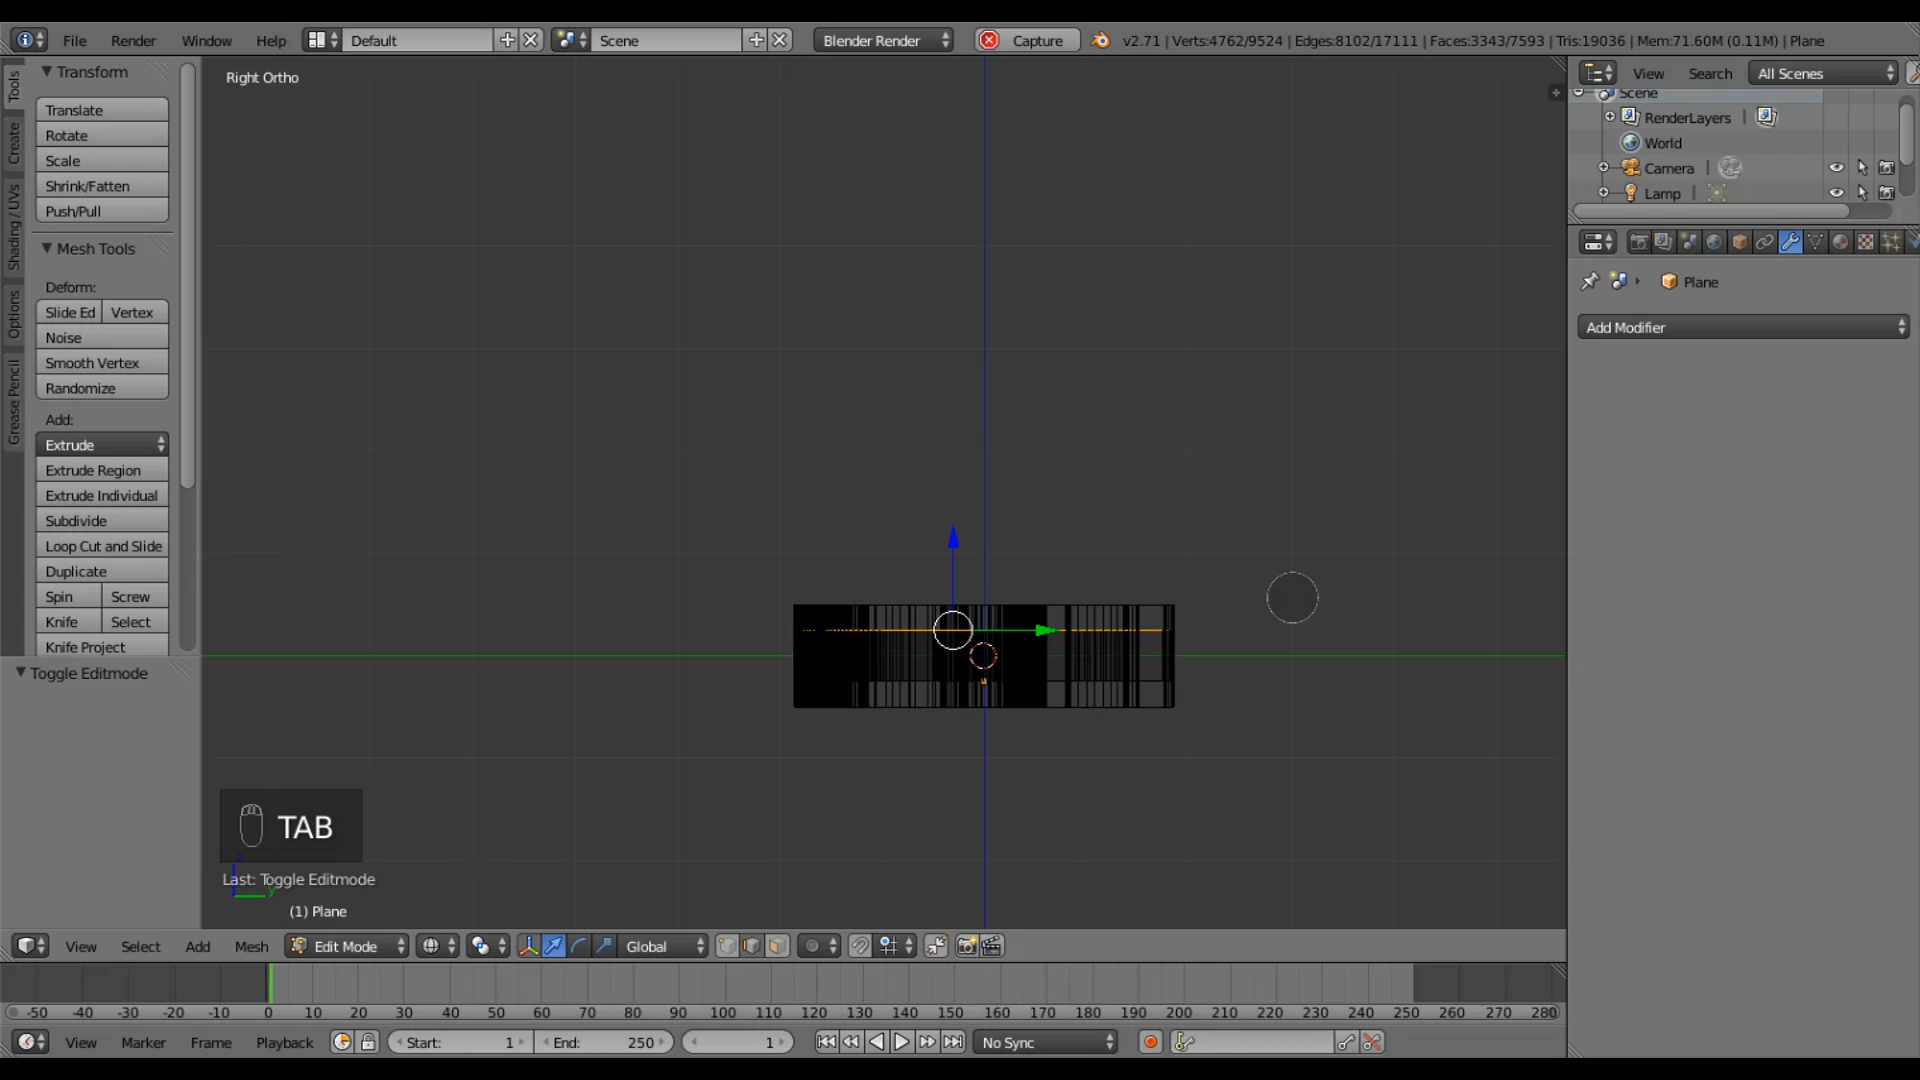 File Render Window Help Default Scene Blender Render Capture v2.71 | Verts:4762/9524 | Edges:8102/17111 | Faces:3343/7593 | Tris:19036 | Mem:71.60M (0.11M) | Plane
Tools
Create
Shading / UVs
Options
Grease Pencil
Transform
Translate
Rotate
Scale
Shrink/Fatten
Push/Pull
Mesh Tools
Deform:
Slide Ed Vertex
Noise
Smooth Vertex
Randomize
Add:
Extrude
Extrude Region
Extrude Individual
Subdivide
Loop Cut and Slide
Duplicate
Spin Screw
Knife Select
Knife Project
Toggle Editmode
Right Ortho
TAB
Last: Toggle Editmode
(1) Plane
View Search All Scenes
Scene
RenderLayers
World
Camera
Lamp
Plane
Add Modifier
View Select Add Mesh Edit Mode Global
-50 -40 -30 -20 -10 0 10 20 30 40 50 60 70 80 90 100 110 120 130 140 150 160 170 180 190 200 210 220 230 240 250 260 270 280
View Marker Frame Playback Start: 1 End: 250 1 No Sync